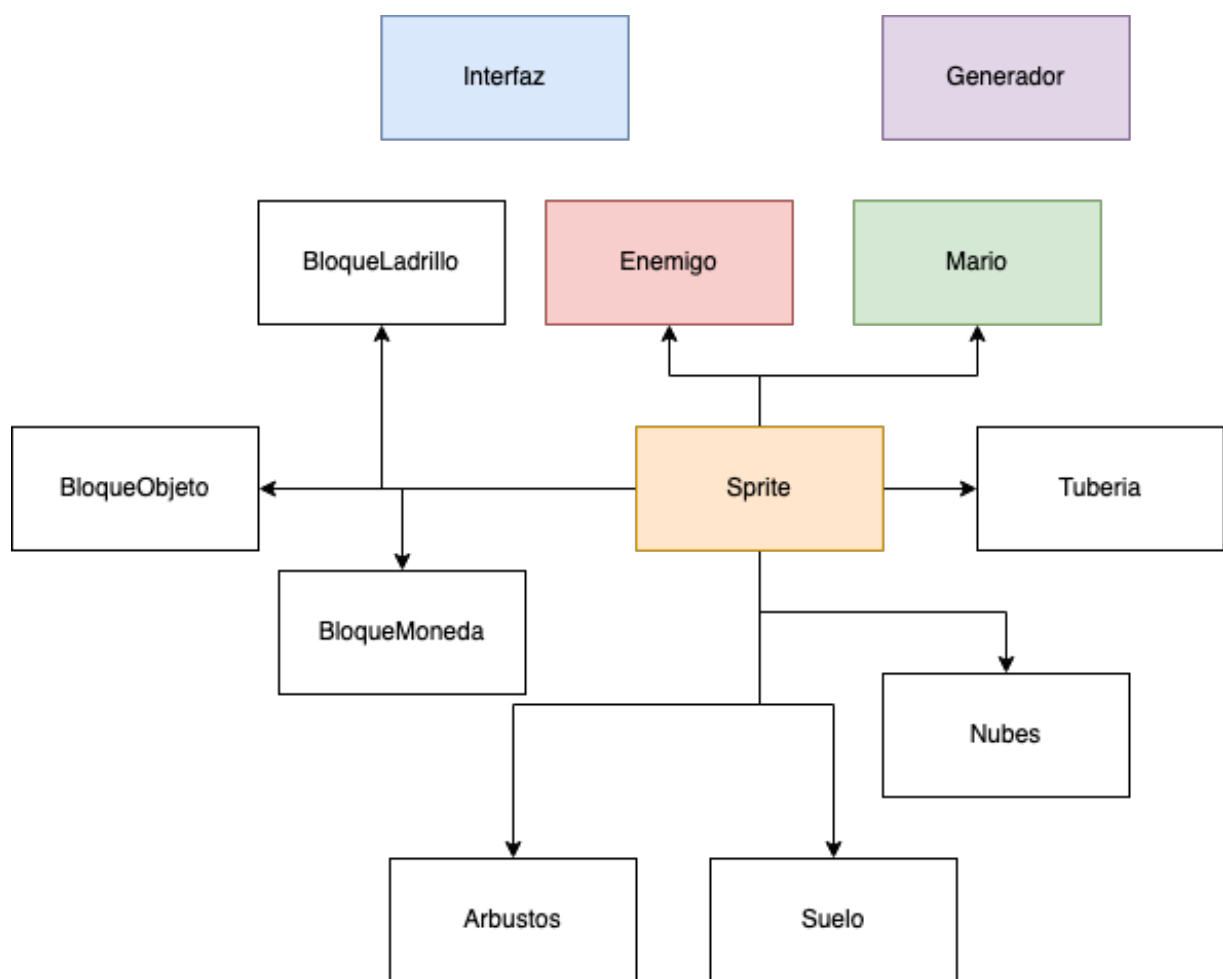 Interfaz
Generador
BloqueLadrillo
Enemigo
Mario
BloqueObjeto
Sprite
Tuberia
BloqueMoneda
Nubes
Arbustos
Suelo